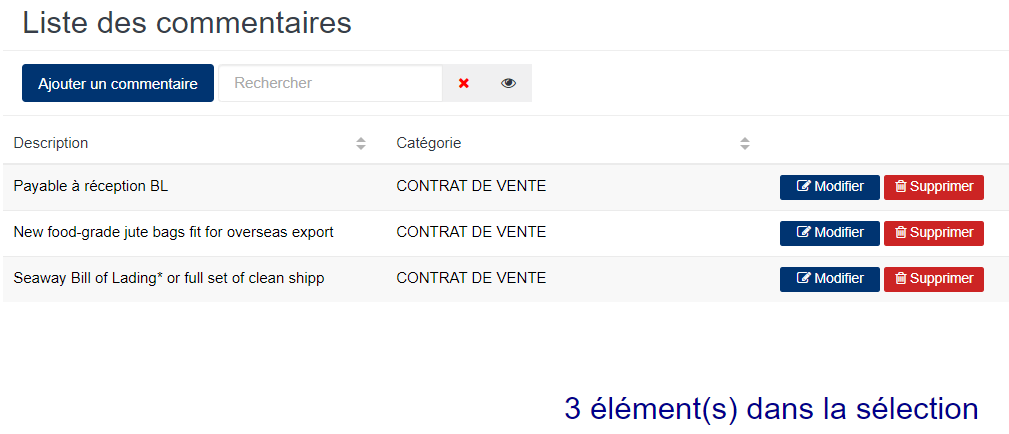 Liste des commentaires
Ajouter un commentaire Rechercher
Description Catégorie
Payable à réception BL CONTRAT DE VENTE Modifier Supprimer
New food-grade jute bags fit for overseas export CONTRAT DE VENTE Modifier Supprimer
Seaway Bill of Lading* or full set of clean shipp CONTRAT DE VENTE Modifier Supprimer
3 élément(s) dans la sélection